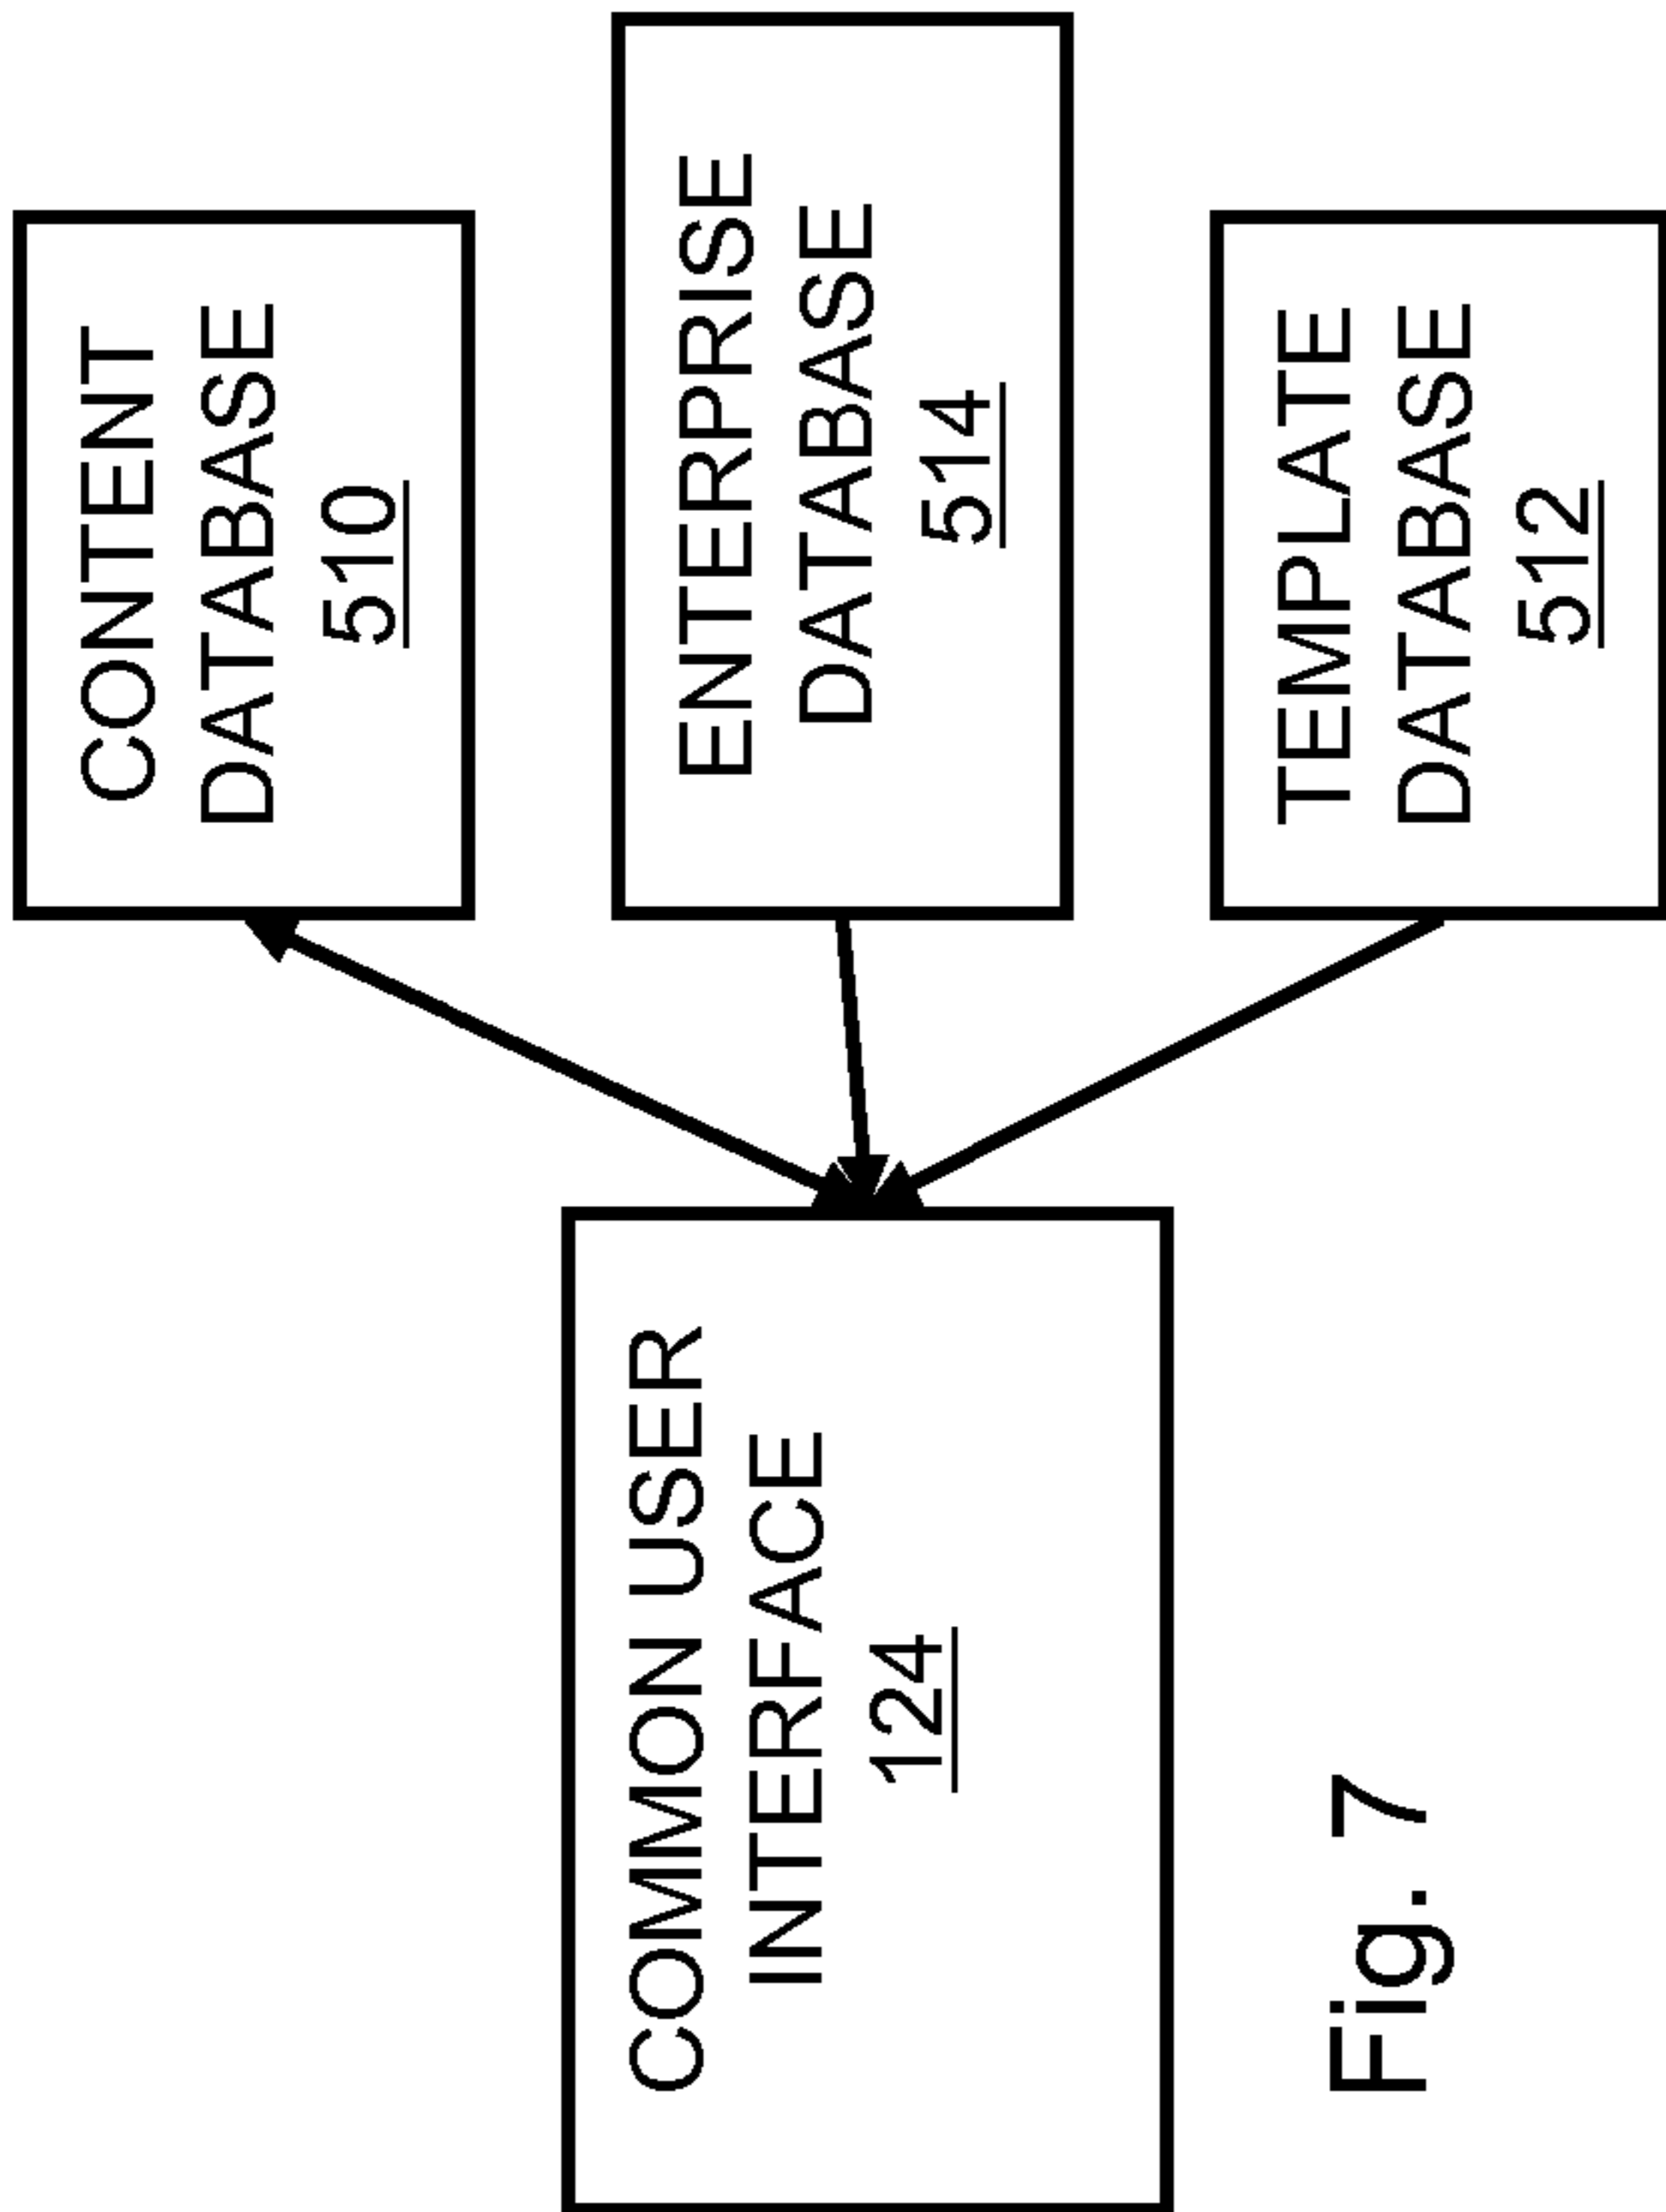 CONTENT
DATABASE
510
COMMON USER
INTERFACE
124
ENTERPRISE
DATABASE
514
TEMPLATE
DATABASE
512
Fig. 7